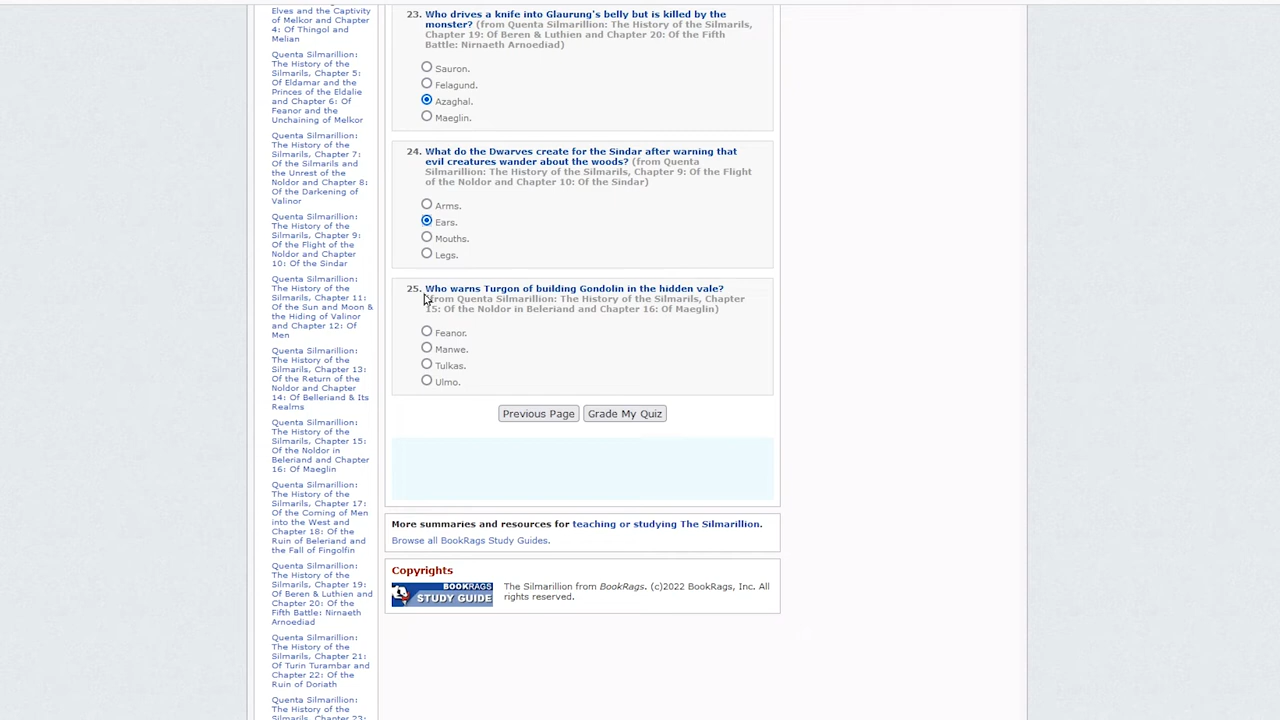 Elves and the Captivity
of Melkor and Chapter
4: Of Thingol and
Melian
Quenta Silmarillion:
The History of the
Silmarils, Chapter 5:
Of Eldamar and the
Princes of the Eldalie
and Chapter 6: Of
Feanor and the
Unchaining of Melkor
Quenta Silmarillion:
The History of the
Silmarils, Chapter 7:
Of the Silmarils and
the Unrest of the
Noldor and Chapter 8:
Of the Darkening of
Valinor
Quenta Silmarillion:
The History of the
Silmarils, Chapter 9:
Of the Flight of the
Noldor and Chapter
10: Of the Sindar
Quenta Silmarillion:
The History of the
Silmarils, Chapter 11:
Of the Sun and Moon &
the Hiding of Valinor
and Chapter 12: Of
Men
Quenta Silmarillion:
The History of the
Silmarils, Chapter 13:
Of the Return of the
Noldor and Chapter
14: Of Belleriand & Its
Realms
Quenta Silmarillion:
The History of the
Silmarils, Chapter 15:
Of the Noldor in
Beleriand and Chapter
16: Of Maeglin
Quenta Silmarillion:
The History of the
Silmarils, Chapter 17:
Of the Coming of Men
into the West and
Chapter 18: Of the
Ruin of Beleriand and
the Fall of Fingolfin
Quenta Silmarillion:
The History of the
Silmarils, Chapter 19:
Of Beren & Luthien and
Chapter 20: Of the
Fifth Battle: Nirnaeth
Arnoediad
Quenta Silmarillion:
The History of the
Silmarils, Chapter 21:
Of Turin Turambar and
Chapter 22: Of the
Ruin of Doriath
Quenta Silmarillion:
The History of the
Silmarils, Chapter 23:
23. Who drives a knife into Glaurung's belly but is killed by the
monster? (from Quenta Silmarillion: The History of the Silmarils,
Chapter 19: Of Beren & Luthien and Chapter 20: Of the Fifth
Battle: Nirnaeth Arnoediad)
Sauron.
Felagund.
Azaghal.
Maeglin.
24. What do the Dwarves create for the Sindar after warning that
evil creatures wander about the woods? (from Quenta
Silmarillion: The History of the Silmarils, Chapter 9: Of the Flight
of the Noldor and Chapter 10: Of the Sindar)
Arms.
Ears.
Mouths.
Legs.
25. Who warns Turgon of building Gondolin in the hidden vale?
(from Quenta Silmarillion: The History of the Silmarils, Chapter
15: Of the Noldor in Beleriand and Chapter 16: Of Maeglin)
Feanor.
Manwe.
Tulkas.
Ulmo.
Previous Page Grade My Quiz
More summaries and resources for teaching or studying The Silmarillion.
Browse all BookRags Study Guides.
Copyrights
BOOKRAGS
STUDY GUIDE
The Silmarillion from BookRags. (c)2022 BookRags, Inc. All
rights reserved.